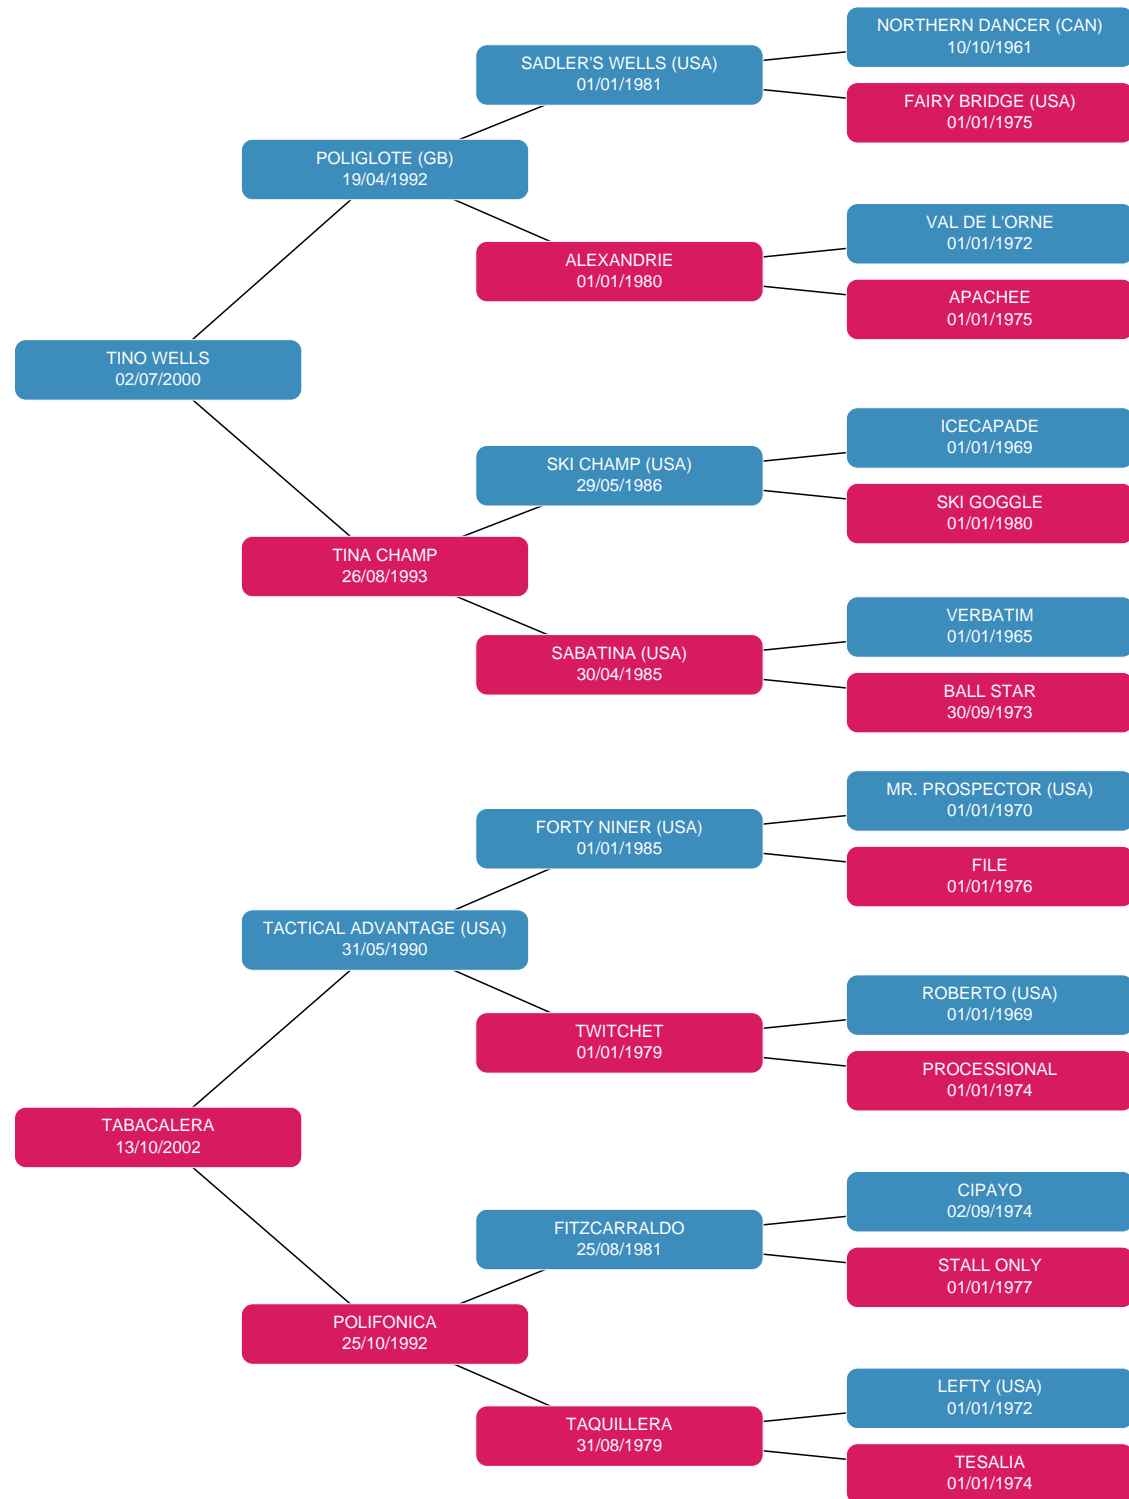 NORTHERN DANCER (CAN)
10/10/1961
SADLER'S WELLS (USA)
01/01/1981
FAIRY BRIDGE (USA)
01/01/1975
POLIGLOTE (GB)
19/04/1992
VAL DE L'ORNE
01/01/1972
ALEXANDRIE
01/01/1980
APACHEE
01/01/1975
TINO WELLS
02/07/2000
ICECAPADE
01/01/1969
SKI CHAMP (USA)
29/05/1986
SKI GOGGLE
01/01/1980
TINA CHAMP
26/08/1993
VERBATIM
01/01/1965
SABATINA (USA)
30/04/1985
BALL STAR
30/09/1973
MR. PROSPECTOR (USA)
01/01/1970
FORTY NINER (USA)
01/01/1985
FILE
01/01/1976
TACTICAL ADVANTAGE (USA)
31/05/1990
ROBERTO (USA)
01/01/1969
TWITCHET
01/01/1979
PROCESSIONAL
01/01/1974
TABACALERA
13/10/2002
CIPAYO
02/09/1974
FITZCARRALDO
25/08/1981
STALL ONLY
01/01/1977
POLIFONICA
25/10/1992
LEFTY (USA)
01/01/1972
TAQUILLERA
31/08/1979
TESALIA
01/01/1974